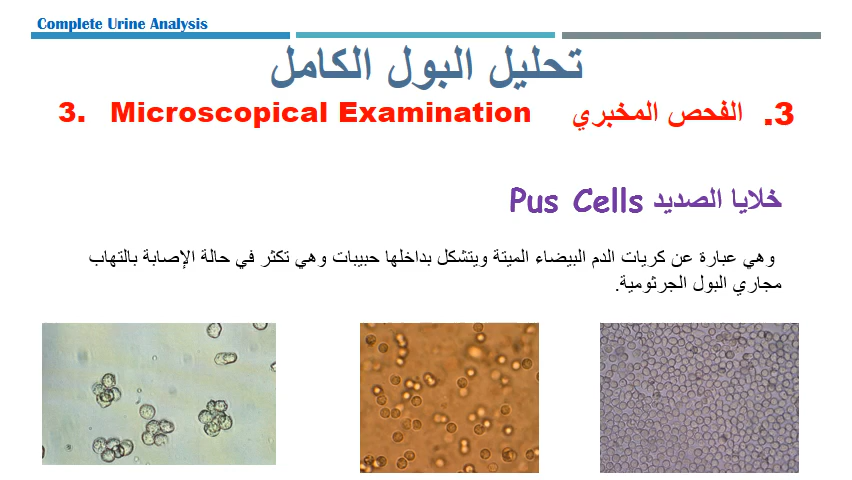 Complete Urine Analysis
تحليل البول الكامل
3. Microscopical Examination
3. الفحص المخبري
خلايا الصديد Pus Cells
وهي عبارة عن كريات الدم البيضاء الميتة ويتشكل بداخلها حبيبات وهي تكثر في حالة الإصابة بالتهاب
مجاري البول الجرثومية.